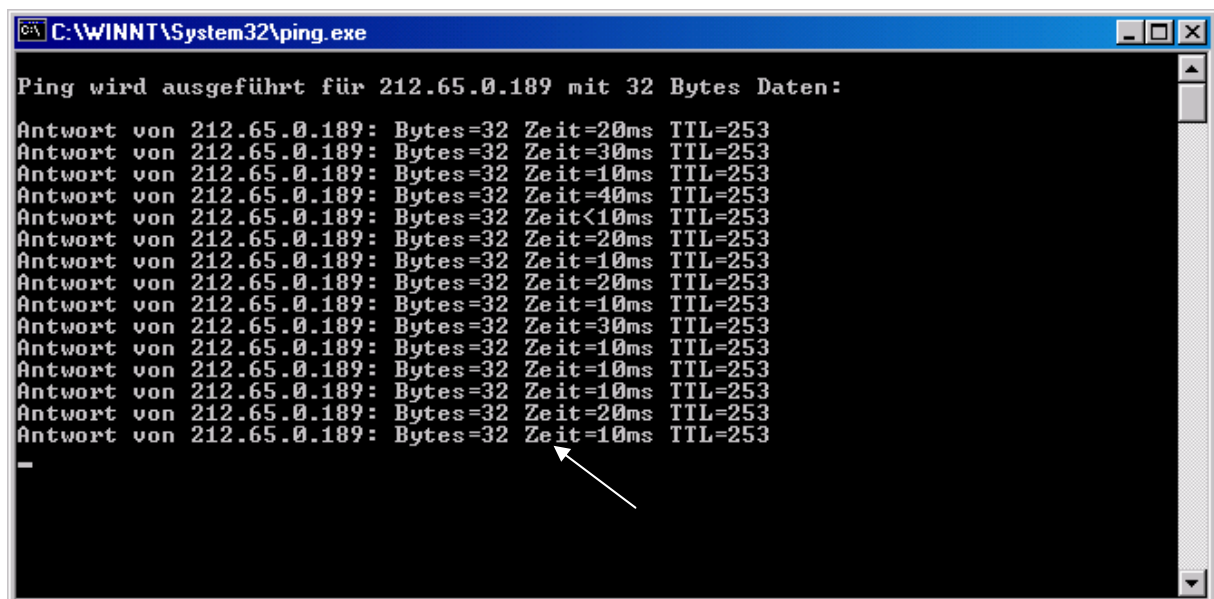 C:\WINNT\System32\ping.exe
Ping wird ausgeführt für 212.65.0.189 mit 32 Bytes Daten:
Antwort von 212.65.0.189: Bytes=32 Zeit=20ms TTL=253
Antwort von 212.65.0.189: Bytes=32 Zeit=30ms TTL=253
Antwort von 212.65.0.189: Bytes=32 Zeit=10ms TTL=253
Antwort von 212.65.0.189: Bytes=32 Zeit=40ms TTL=253
Antwort von 212.65.0.189: Bytes=32 Zeit<10ms TTL=253
Antwort von 212.65.0.189: Bytes=32 Zeit=20ms TTL=253
Antwort von 212.65.0.189: Bytes=32 Zeit=10ms TTL=253
Antwort von 212.65.0.189: Bytes=32 Zeit=20ms TTL=253
Antwort von 212.65.0.189: Bytes=32 Zeit=10ms TTL=253
Antwort von 212.65.0.189: Bytes=32 Zeit=30ms TTL=253
Antwort von 212.65.0.189: Bytes=32 Zeit=10ms TTL=253
Antwort von 212.65.0.189: Bytes=32 Zeit=10ms TTL=253
Antwort von 212.65.0.189: Bytes=32 Zeit=10ms TTL=253
Antwort von 212.65.0.189: Bytes=32 Zeit=20ms TTL=253
Antwort von 212.65.0.189: Bytes=32 Zeit=10ms TTL=253